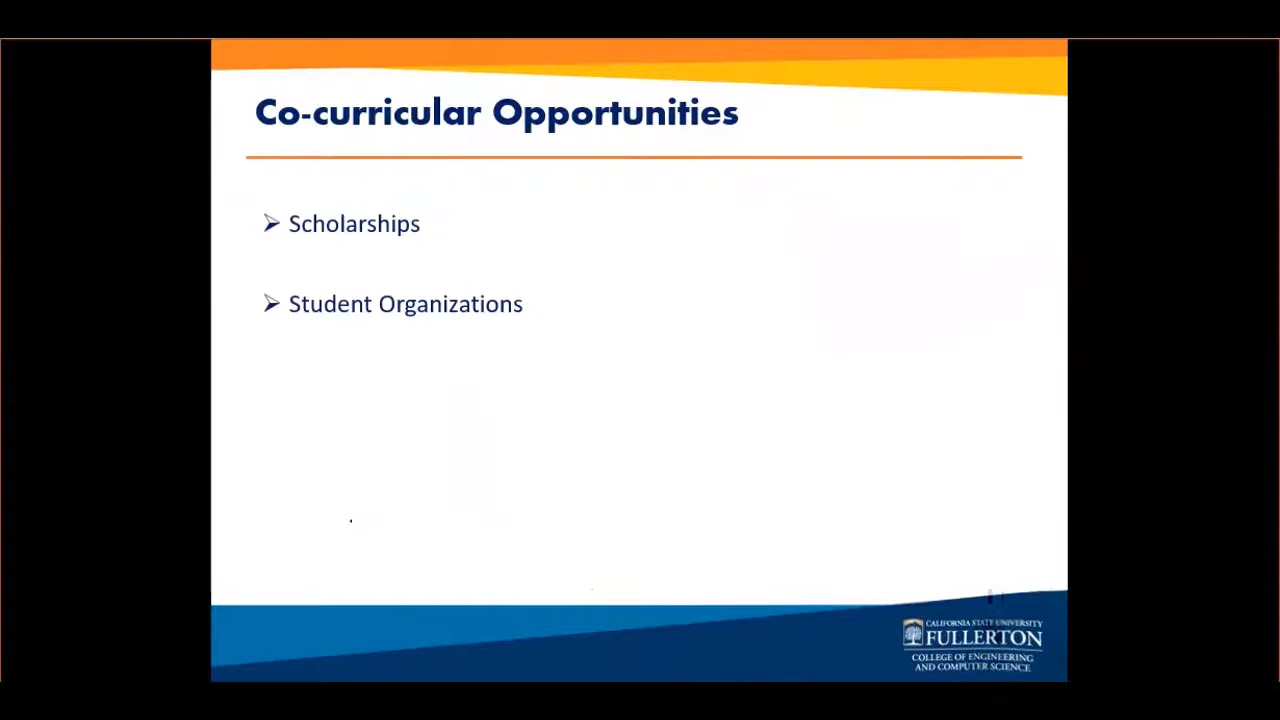 Co-curricular Opportunities
Scholarships
Student Organizations
CALIFORNIA STATE UNIVERSITY
FULLERTON
COLLEGE OF ENGINEERING
AND COMPUTER SCIENCE